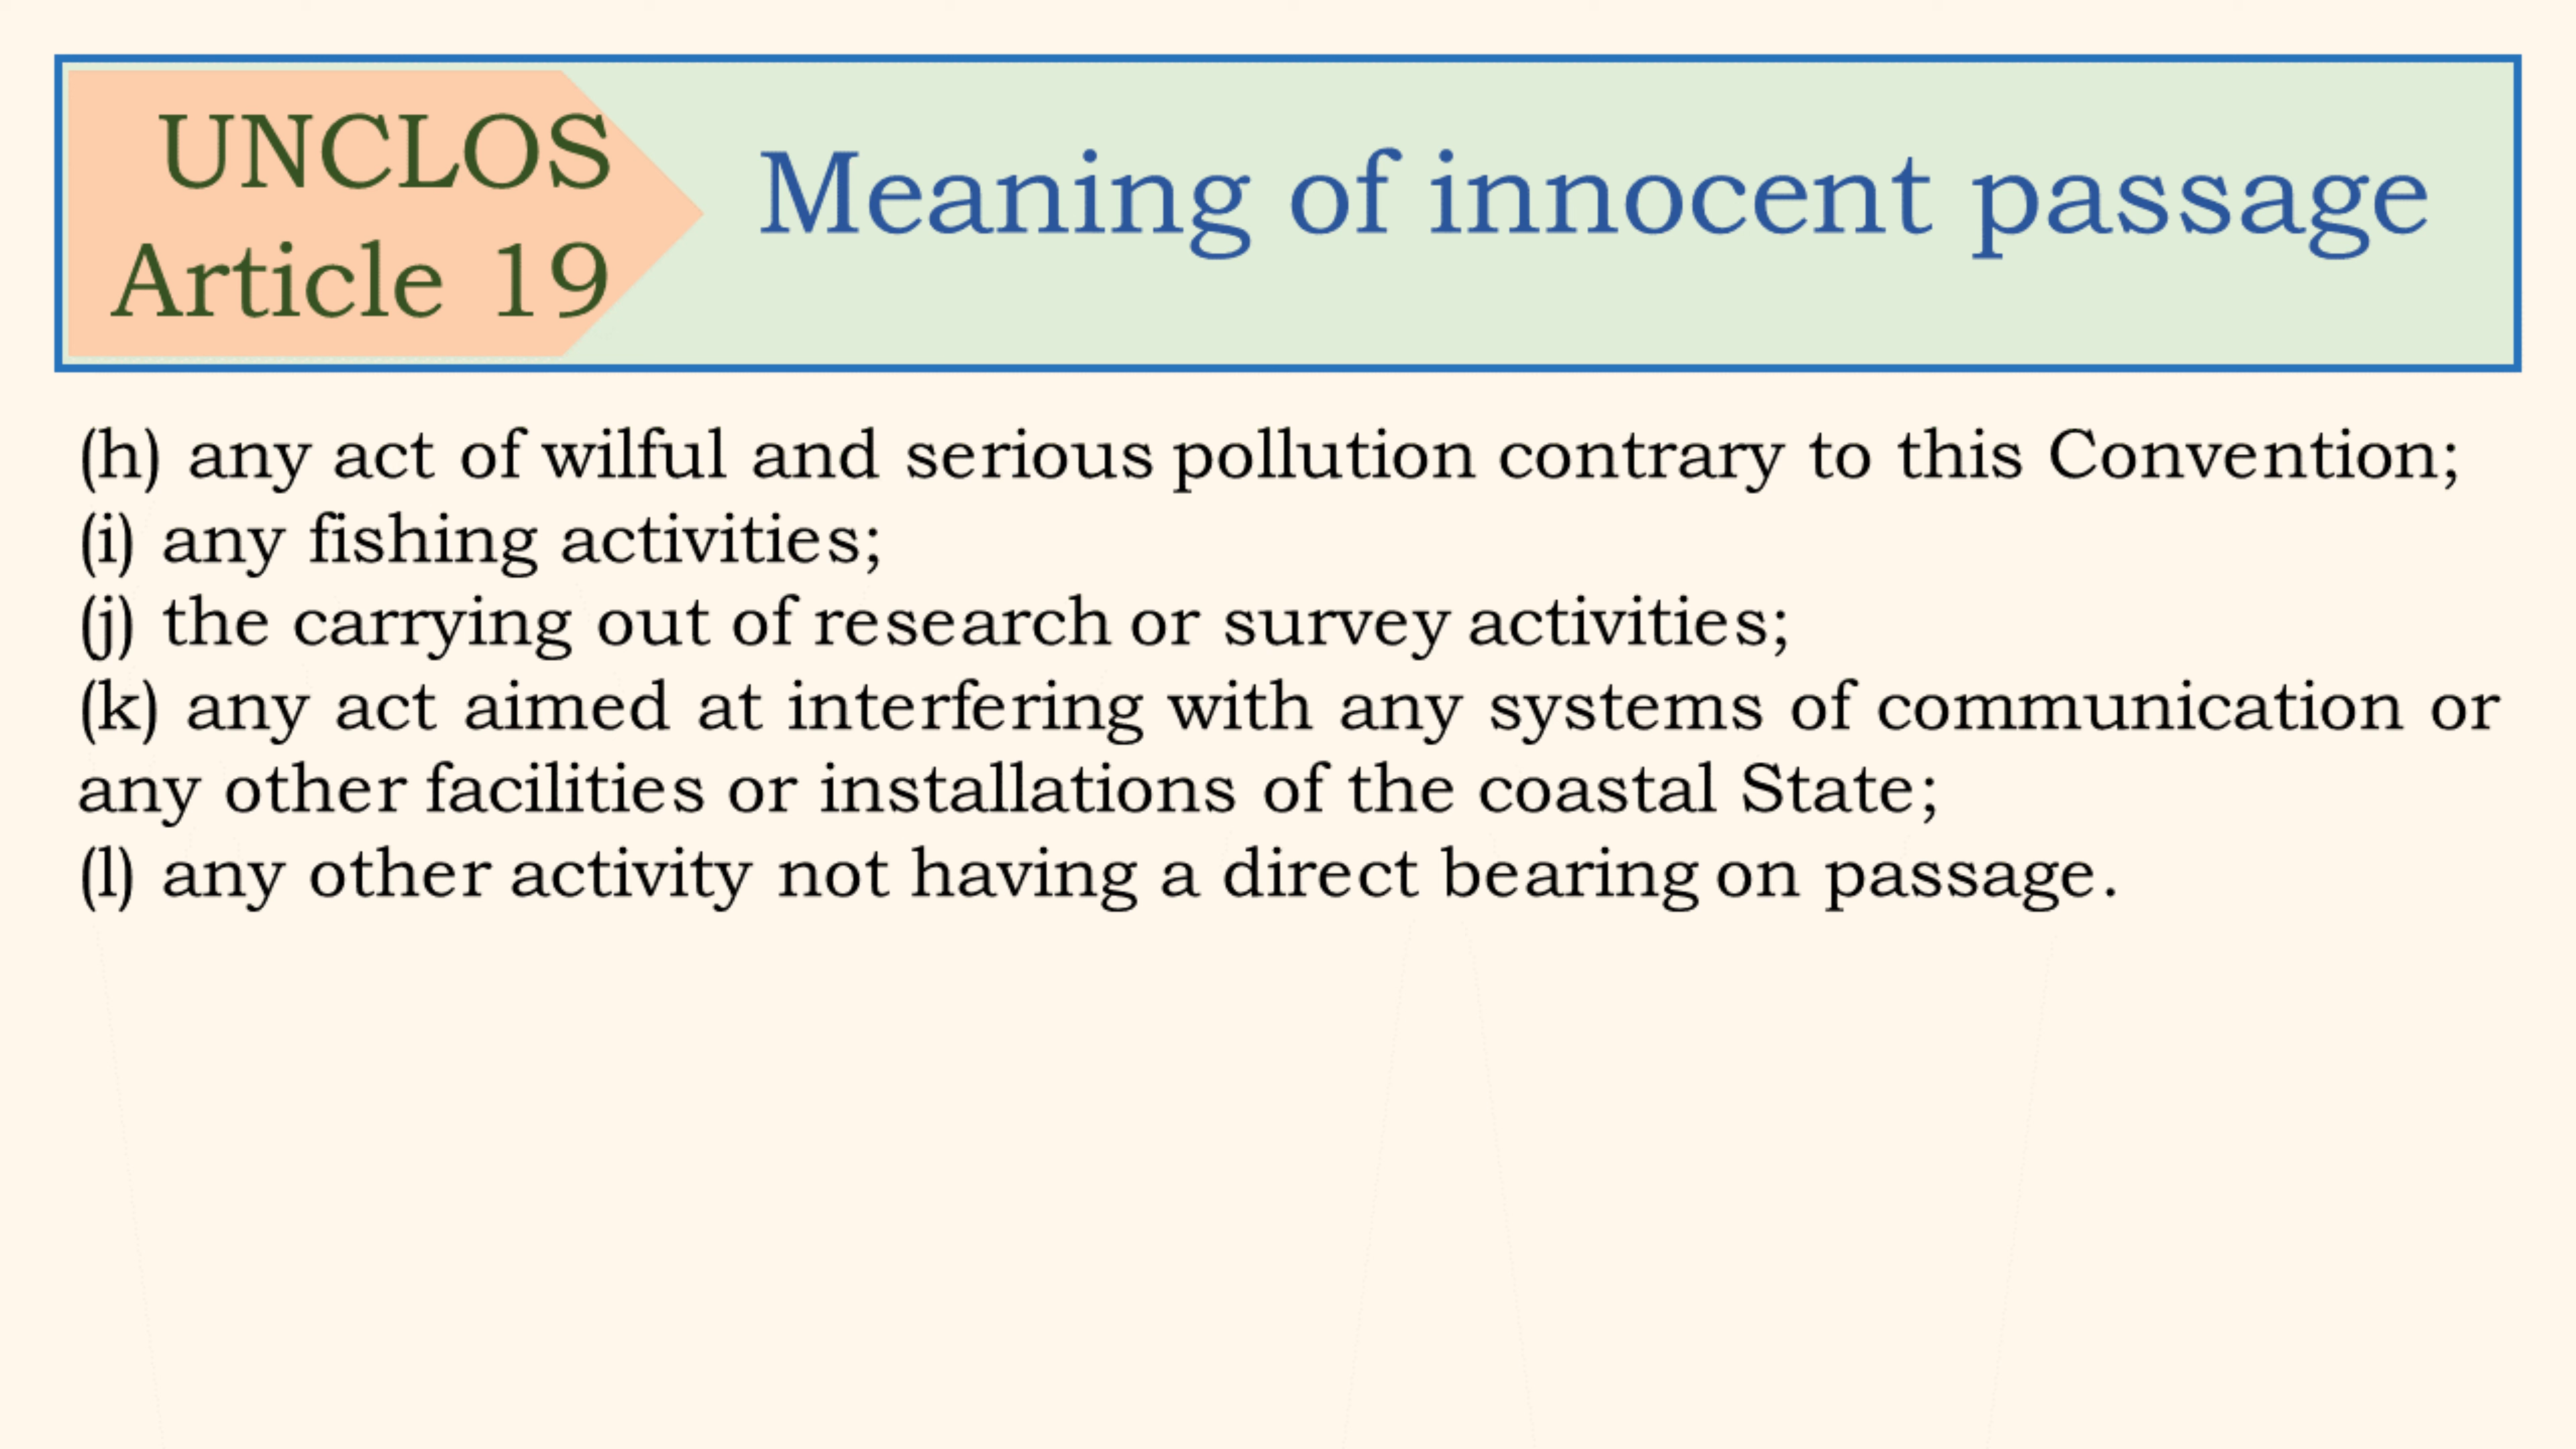 UNCLOS
Article 19
Meaning of innocent passage
(h) any act of wilful and serious pollution contrary to this Convention;
(i) any fishing activities;
(j) the carrying out of research or survey activities;
(k) any act aimed at interfering with any systems of communication or
any other facilities or installations of the coastal State;
(l) any other activity not having a direct bearing on passage.